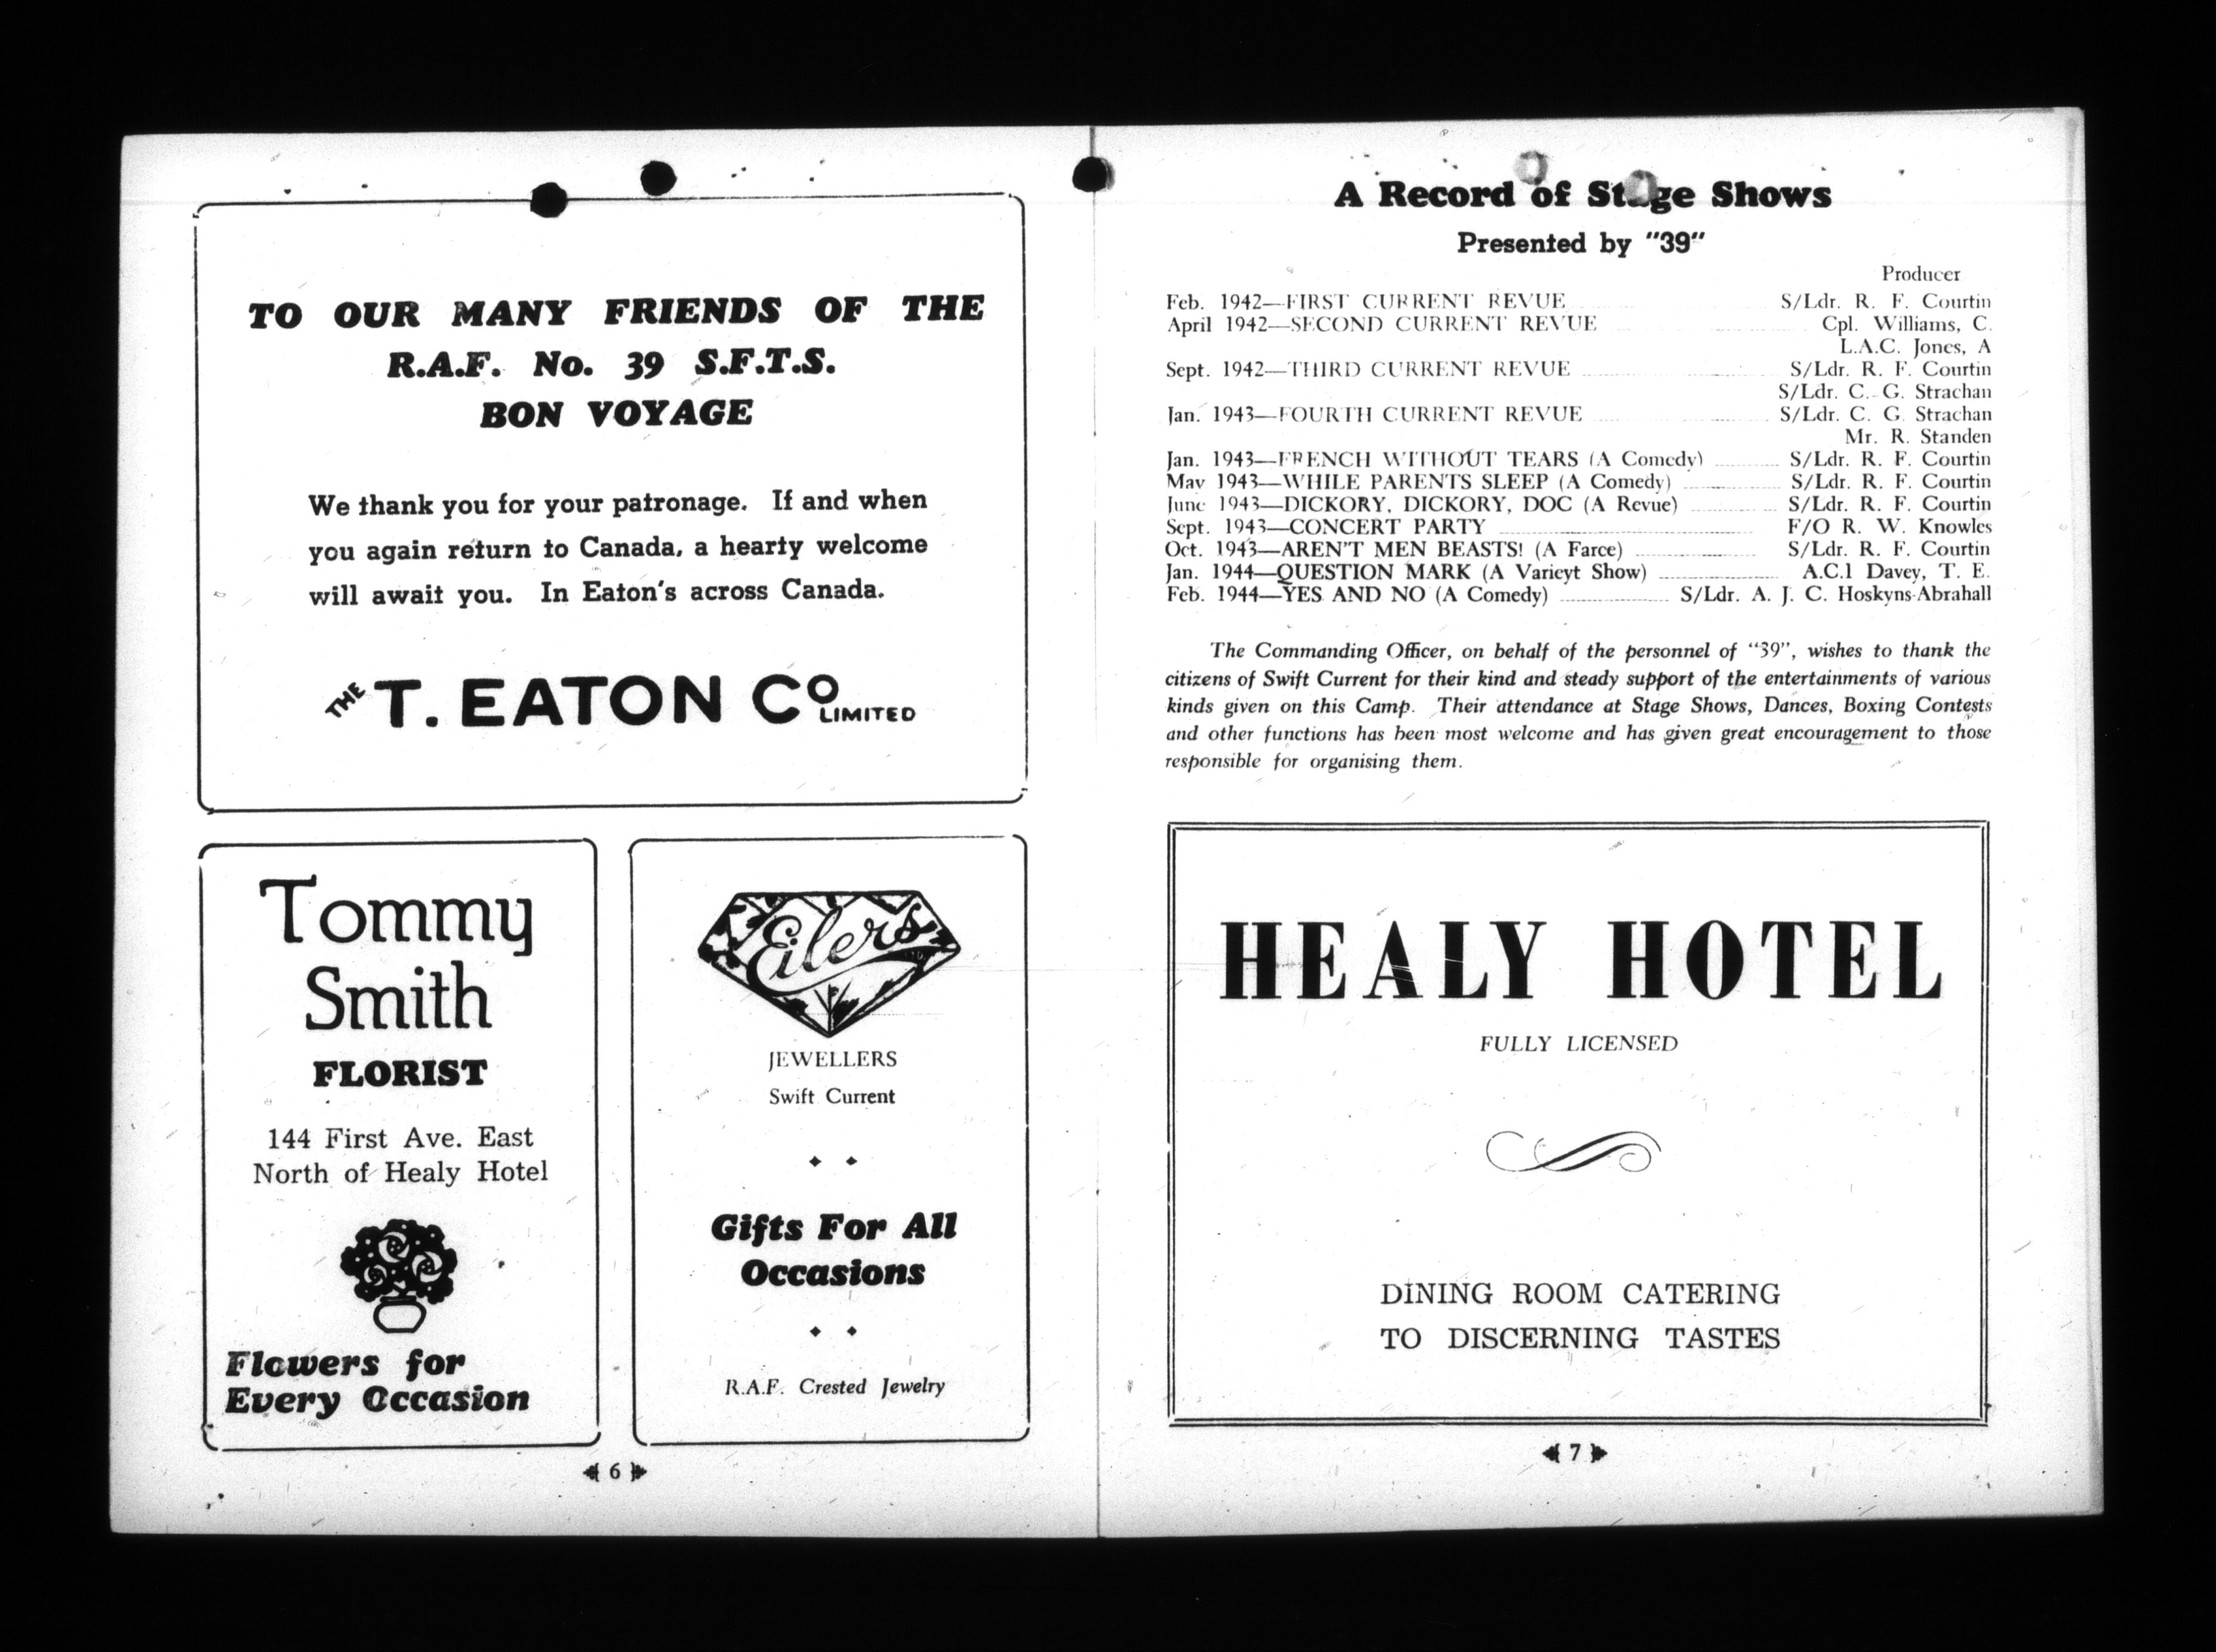 TO OUR MANY FRIENDS OF THE
R.A.F. No. 39 S.F.T.S.
BON VOYAGE
We thank you for your patronage. If and when
you again return to Canada, a hearty welcome
will await you. In Eaton's across Canada.
THE T. EATON CO LIMITED
Tommy
Smith
FLORIST
144 First Ave. East
North of Healy Hotel
Flowers for
Every Occasion
Eilers
JEWELLERS
Swift Current
Gifts For All
Occasions
R.A.F. Crested Jewelry
6
A Record of Stage Shows
Presented by "39"
Producer
Feb. 1942—FIRST CURRENT REVUE S/Ldr. R. F. Courtin
April 1942—SECOND CURRENT REVUE Cpl. Williams, C.
L.A.C. Jones, A
Sept. 1942—THIRD CURRENT REVUE S/Ldr. R. F. Courtin
S/Ldr. C. G. Strachan
Jan. 1943—FOURTH CURRENT REVUE S/Ldr. C. G. Strachan
Mr. R. Standen
Jan. 1943—FRENCH WITHOUT TEARS (A Comedy) S/Ldr. R. F. Courtin
May 1943—WHILE PARENTS SLEEP (A Comedy) S/Ldr. R. F. Courtin
June 1943—DICKORY, DICKORY, DOC (A Revue) S/Ldr. R. F. Courtin
Sept. 1943—CONCERT PARTY F/O R. W. Knowles
Oct. 1943—AREN'T MEN BEASTS! (A Farce) S/Ldr. R. F. Courtin
Jan. 1944—QUESTION MARK (A Varieyt Show) A.C.1 Davey, T. E.
Feb. 1944—YES AND NO (A Comedy) S/Ldr. A. J. C. Hoskyns-Abrahall
The Commanding Officer, on behalf of the personnel of "39", wishes to thank the
citizens of Swift Current for their kind and steady support of the entertainments of various
kinds given on this Camp. Their attendance at Stage Shows, Dances, Boxing Contests
and other functions has been most welcome and has given great encouragement to those
responsible for organising them.
HEALY HOTEL
FULLY LICENSED
DINING ROOM CATERING
TO DISCERNING TASTES
7